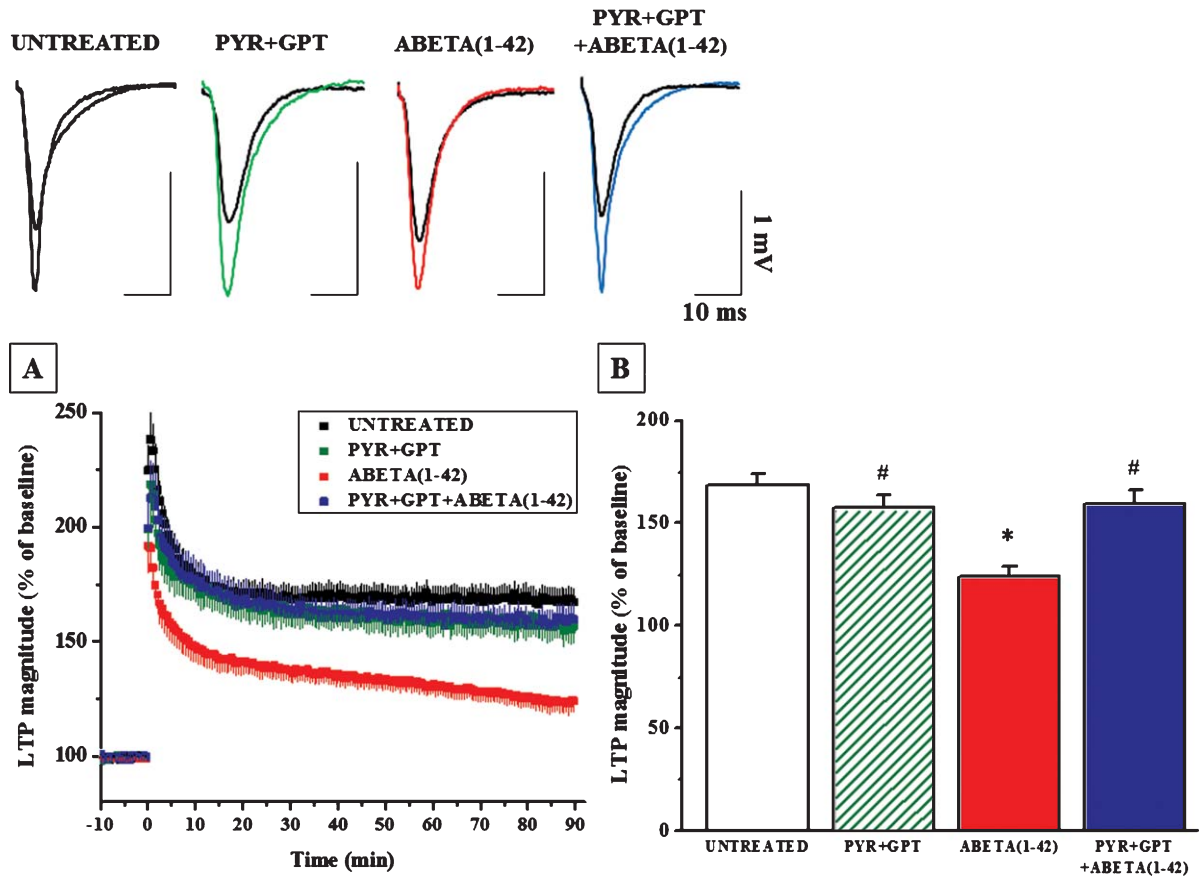 UNTREATED PYR+GPT ABETA(1-42) PYR+GPT
+ABETA(1-42)
1 mV
10 ms
A
LTP magnitude (% of baseline)
250
200
150
100
UNTREATED
PYR+GPT
ABETA(1-42)
PYR+GPT+ABETA(1-42)
-10 0 10 20 30 40 50 60 70 80 90
Time (min)
B
LTP magnitude (% of baseline)
200
150
100
50
0
#
*
#
UNTREATED PYR+GPT ABETA(1-42) PYR+GPT
+ABETA(1-42)